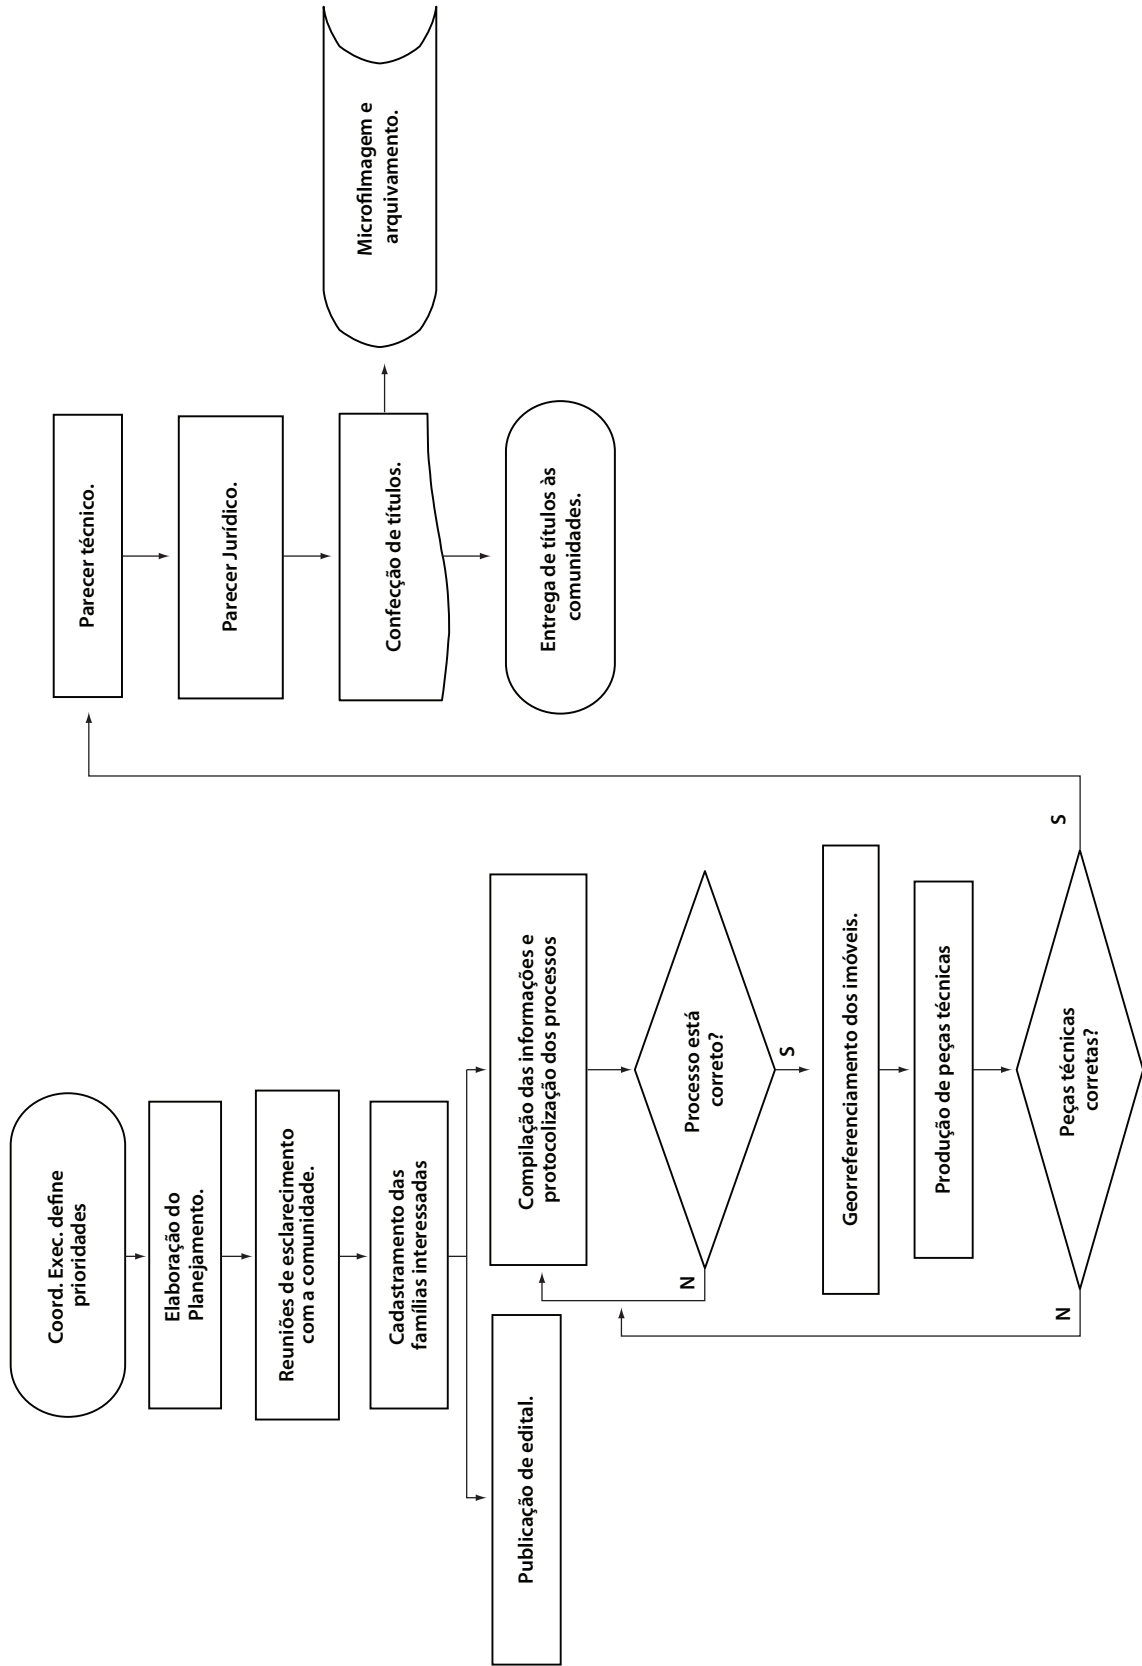 Coord. Exec. define
prioridades
Elaboração do
Planejamento.
Reuniões de esclarecimento
com a comunidade.
Cadastramento das
famílias interessadas
Publicação de edital.
Compilação das informações e
protocolização dos processos
Processo está
correto?
N
S
Georreferenciamento dos imóveis.
Produção de peças técnicas
Peças técnicas
corretas?
N
S
Parecer técnico.
Parecer Jurídico.
Confecção de títulos.
Entrega de títulos às
comunidades.
Microfilmagem e
arquivamento.